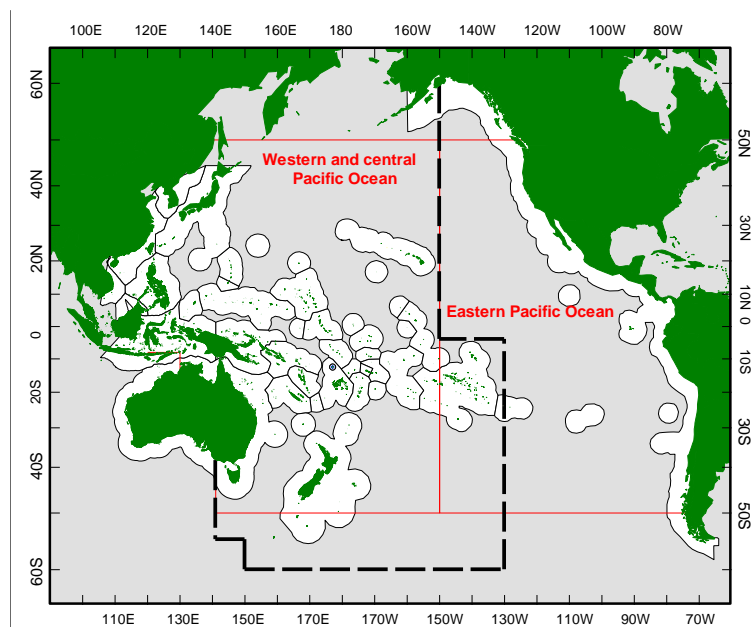 100E 120E 140E 160E 180 160W 140W 120W 100W 80W
60N
50N
Western and central
Pacific Ocean
40N
30N
20N
10N
Eastern Pacific Ocean
0
0
10S
20S
30S
40S
50S
60S
110E 130E 150E 170E 170W 150W 130W 110W 90W 70W